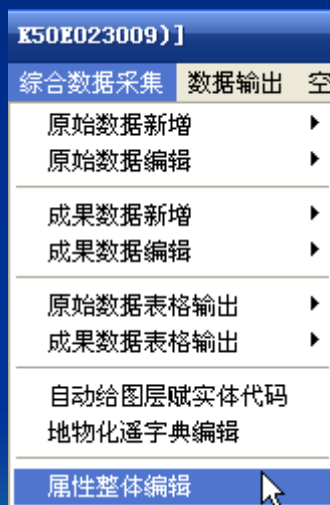 K50E023009)]
综合数据采集 数据输出 空
原始数据新增
原始数据编辑
成果数据新增
成果数据编辑
原始数据表格输出
成果数据表格输出
自动给图层赋实体代码
地物化遥字典编辑
属性整体编辑